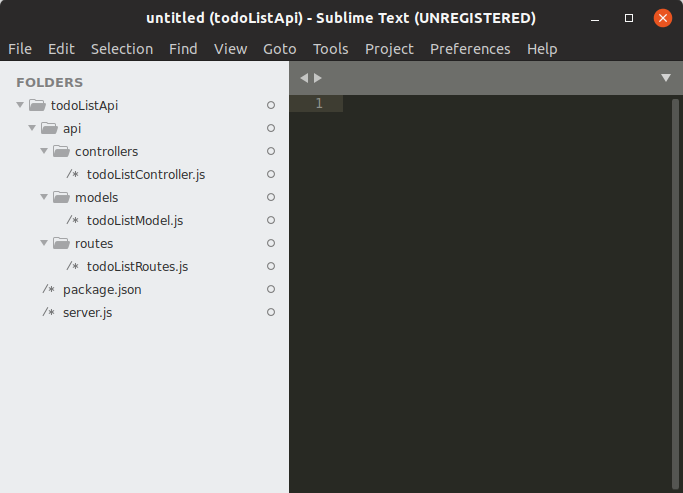 untitled (todoListApi) - Sublime Text (UNREGISTERED)
File Edit Selection Find View Goto Tools Project Preferences Help
FOLDERS
todoListApi
1
api
controllers
/* todoListController.js
models
/* todoListModel.js
routes
/* todoListRoutes.js
/* package.json
/* server.js